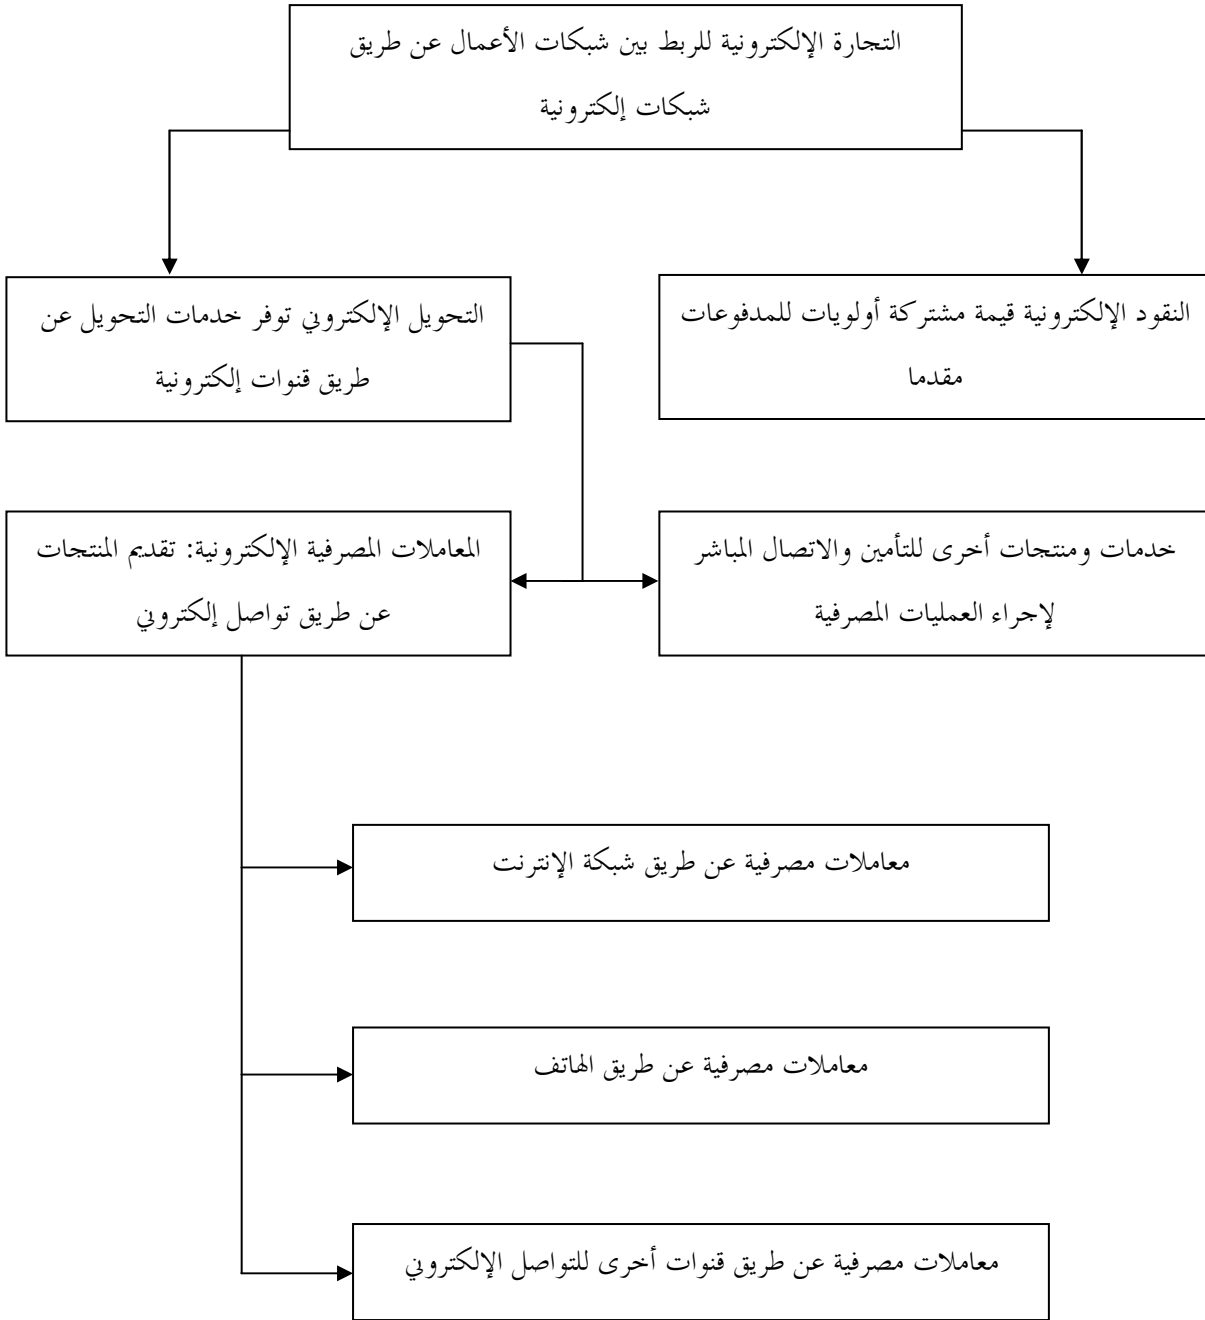 التجارة الإلكترونية للربط بين شبكات الأعمال عن طريق
شبكات إلكترونية
النقود الإلكترونية قيمة مشتركة أولويات للمدفوعات
مقدما
التحويل الإلكتروني توفر خدمات التحويل عن
طريق قنوات إلكترونية
خدمات ومنتجات أخرى للتأمين والاتصال المباشر
لإجراء العمليات المصرفية
المعاملات المصرفية الإلكترونية: تقديم المنتجات
عن طريق تواصل إلكتروني
معاملات مصرفية عن طريق شبكة الإنترنت
معاملات مصرفية عن طريق الهاتف
معاملات مصرفية عن طريق قنوات أخرى للتواصل الإلكتروني